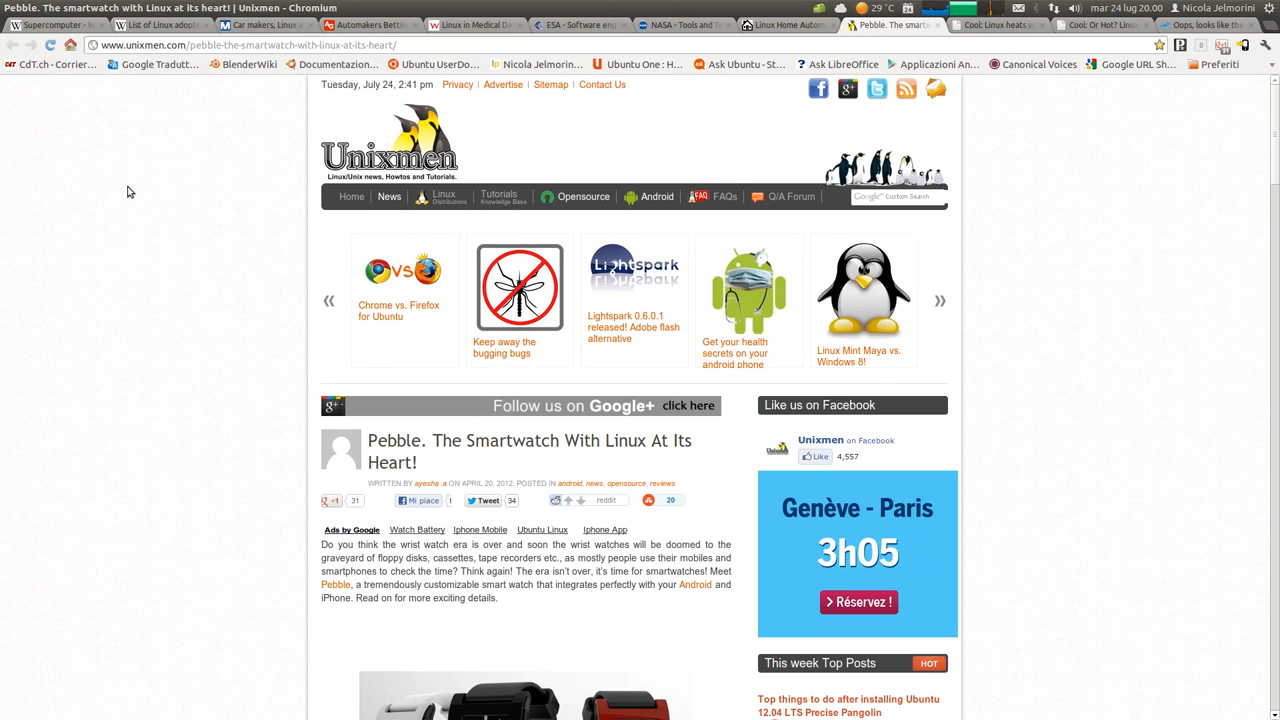 Pebble. The smartwatch with Linux at its heart! | Unixmen - Chromium
29 °C
mar 24 lug 20.00
Nicola Jelmorini
Supercomputer - W
List of Linux adopt
Car makers, Linux a
Automakers Bettin
Linux in Medical De
ESA - Software eng
NASA - Tools and Te
Linux Home Autom
Pebble. The smartw
Cool: Linux heats y
Cool: Or Hot? Linux
Oops, looks like the
www.unixmen.com/pebble-the-smartwatch-with-linux-at-its-heart/
CdT.ch - Corrier...
Google Tradutt...
BlenderWiki
Documentazion...
Ubuntu UserDo...
Nicola Jelmorin...
Ubuntu One : H...
Ask Ubuntu - St...
Ask LibreOffice
Applicazioni An...
Canonical Voices
Google URL Sh...
Preferiti
Tuesday, July 24, 2:41 pm
Privacy | Advertise | Sitemap | Contact Us
Unixmen
Linux/Unix news, Howtos and Tutorials.
Home
News
Linux
Distributions
Tutorials
Knowledge Base
Opensource
Android
FAQ
FAQs
Q/A Forum
Google™ Custom Search
VS
Chrome vs. Firefox
for Ubuntu
Keep away the
bugging bugs
Lightspark
Lightspark 0.6.0.1
released! Adobe flash
alternative
Get your health
secrets on your
android phone
Linux Mint Maya vs.
Windows 8!
Follow us on Google+ click here
Like us on Facebook
Unixmen on Facebook
Like 4,557
Pebble. The Smartwatch With Linux At Its
Heart!
WRITTEN BY ayesha .a ON APRIL 20, 2012. POSTED IN android, news, opensource, reviews
+1 31
Mi piace
Tweet 34
reddit
20
Ads by Google Watch Battery Iphone Mobile Ubuntu Linux Iphone App
Do you think the wrist watch era is over and soon the wrist watches will be doomed to the
graveyard of floppy disks, cassettes, tape recorders etc., as mostly people use their mobiles and
smartphones to check the time? Think again! The era isn't over, it's time for smartwatches! Meet
Pebble, a tremendously customizable smart watch that integrates perfectly with your Android and
iPhone. Read on for more exciting details.
Genève - Paris
3h05
> Réservez !
This week Top Posts
HOT
Top things to do after installing Ubuntu
12.04 LTS Precise Pangolin